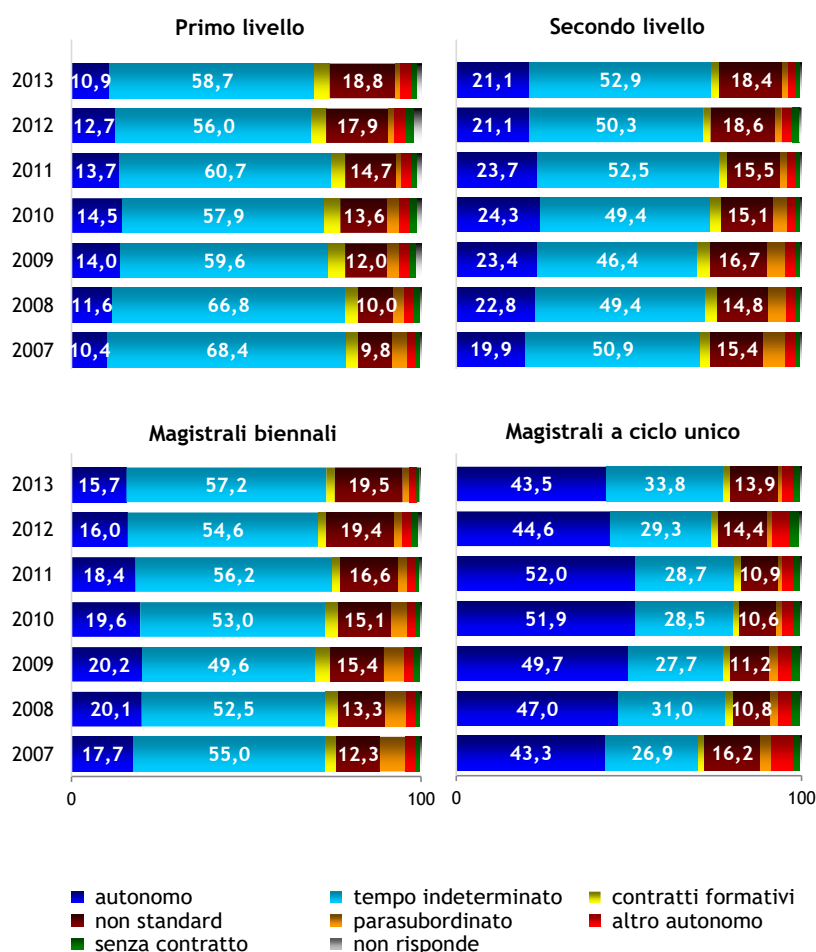 Primo livello
2013 10,9 58,7 18,8
2012 12,7 56,0 17,9
2011 13,7 60,7 14,7
2010 14,5 57,9 13,6
2009 14,0 59,6 12,0
2008 11,6 66,8 10,0
2007 10,4 68,4 9,8
Secondo livello
21,1 52,9 18,4
21,1 50,3 18,6
23,7 52,5 15,5
24,3 49,4 15,1
23,4 46,4 16,7
22,8 49,4 14,8
19,9 50,9 15,4
Magistrali biennali
2013 15,7 57,2 19,5
2012 16,0 54,6 19,4
2011 18,4 56,2 16,6
2010 19,6 53,0 15,1
2009 20,2 49,6 15,4
2008 20,1 52,5 13,3
2007 17,7 55,0 12,3
0 100
Magistrali a ciclo unico
43,5 33,8 13,9
44,6 29,3 14,4
52,0 28,7 10,9
51,9 28,5 10,6
49,7 27,7 11,2
47,0 31,0 10,8
43,3 26,9 16,2
0 100
autonomo tempo indeterminato contratti formativi
non standard parasubordinato altro autonomo
senza contratto non risponde